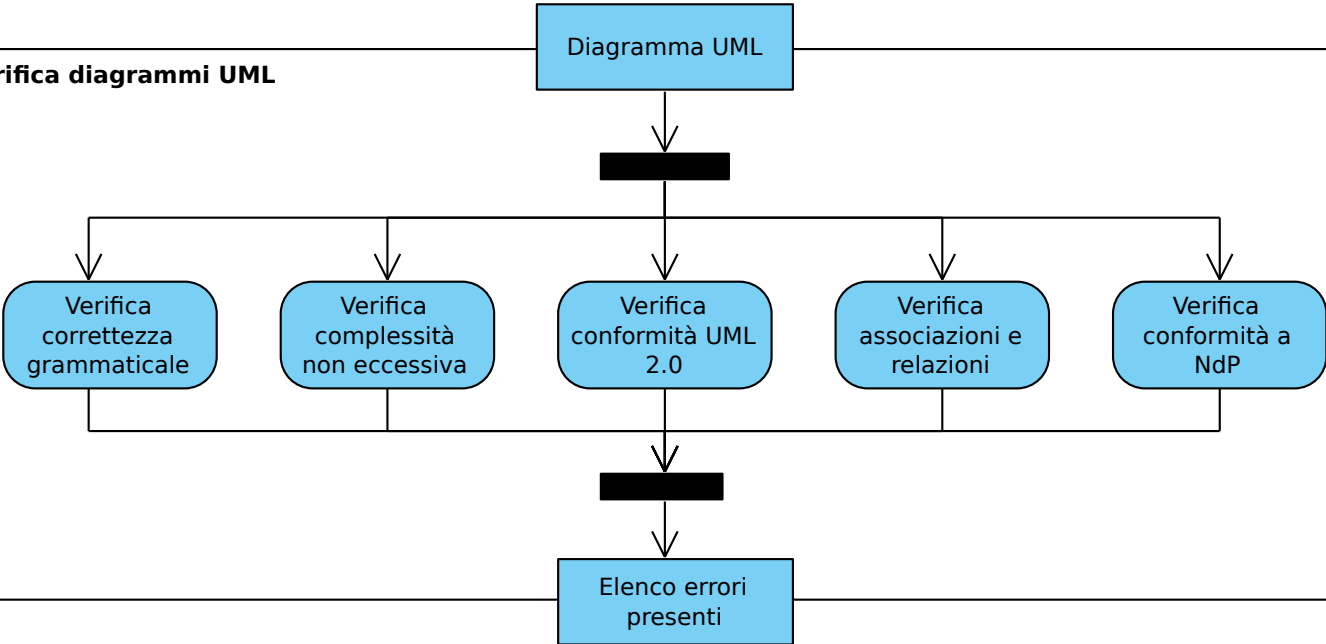 Diagramma UML
rifica diagrammi UML
Verifica
correttezza
grammaticale
Verifica
complessità
non eccessiva
Verifica
conformità UML
2.0
Verifica
associazioni e
relazioni
Verifica
conformità a
NdP
Elenco errori
presenti